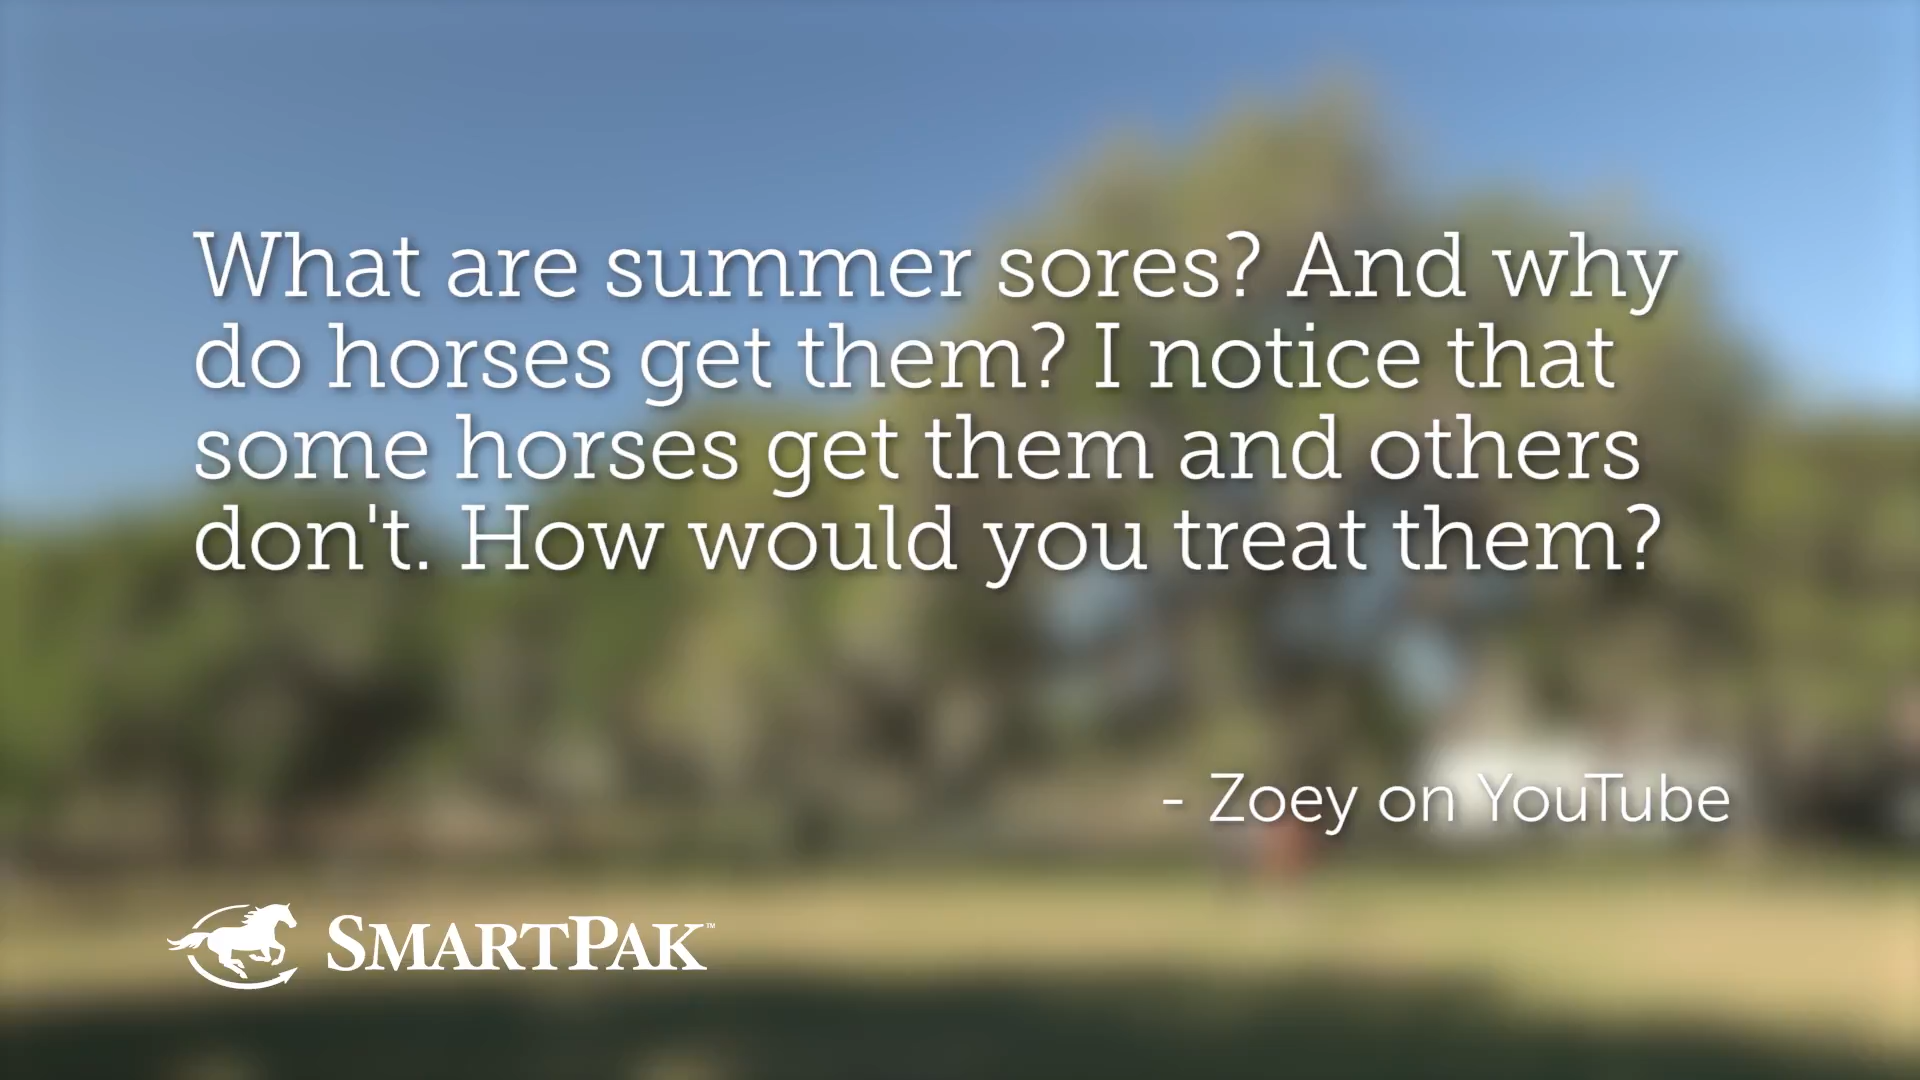 What are summer sores? And why
do horses get them? I notice that
some horses get them and others
don't. How would you treat them?
- Zoey on YouTube
SMARTPAK™